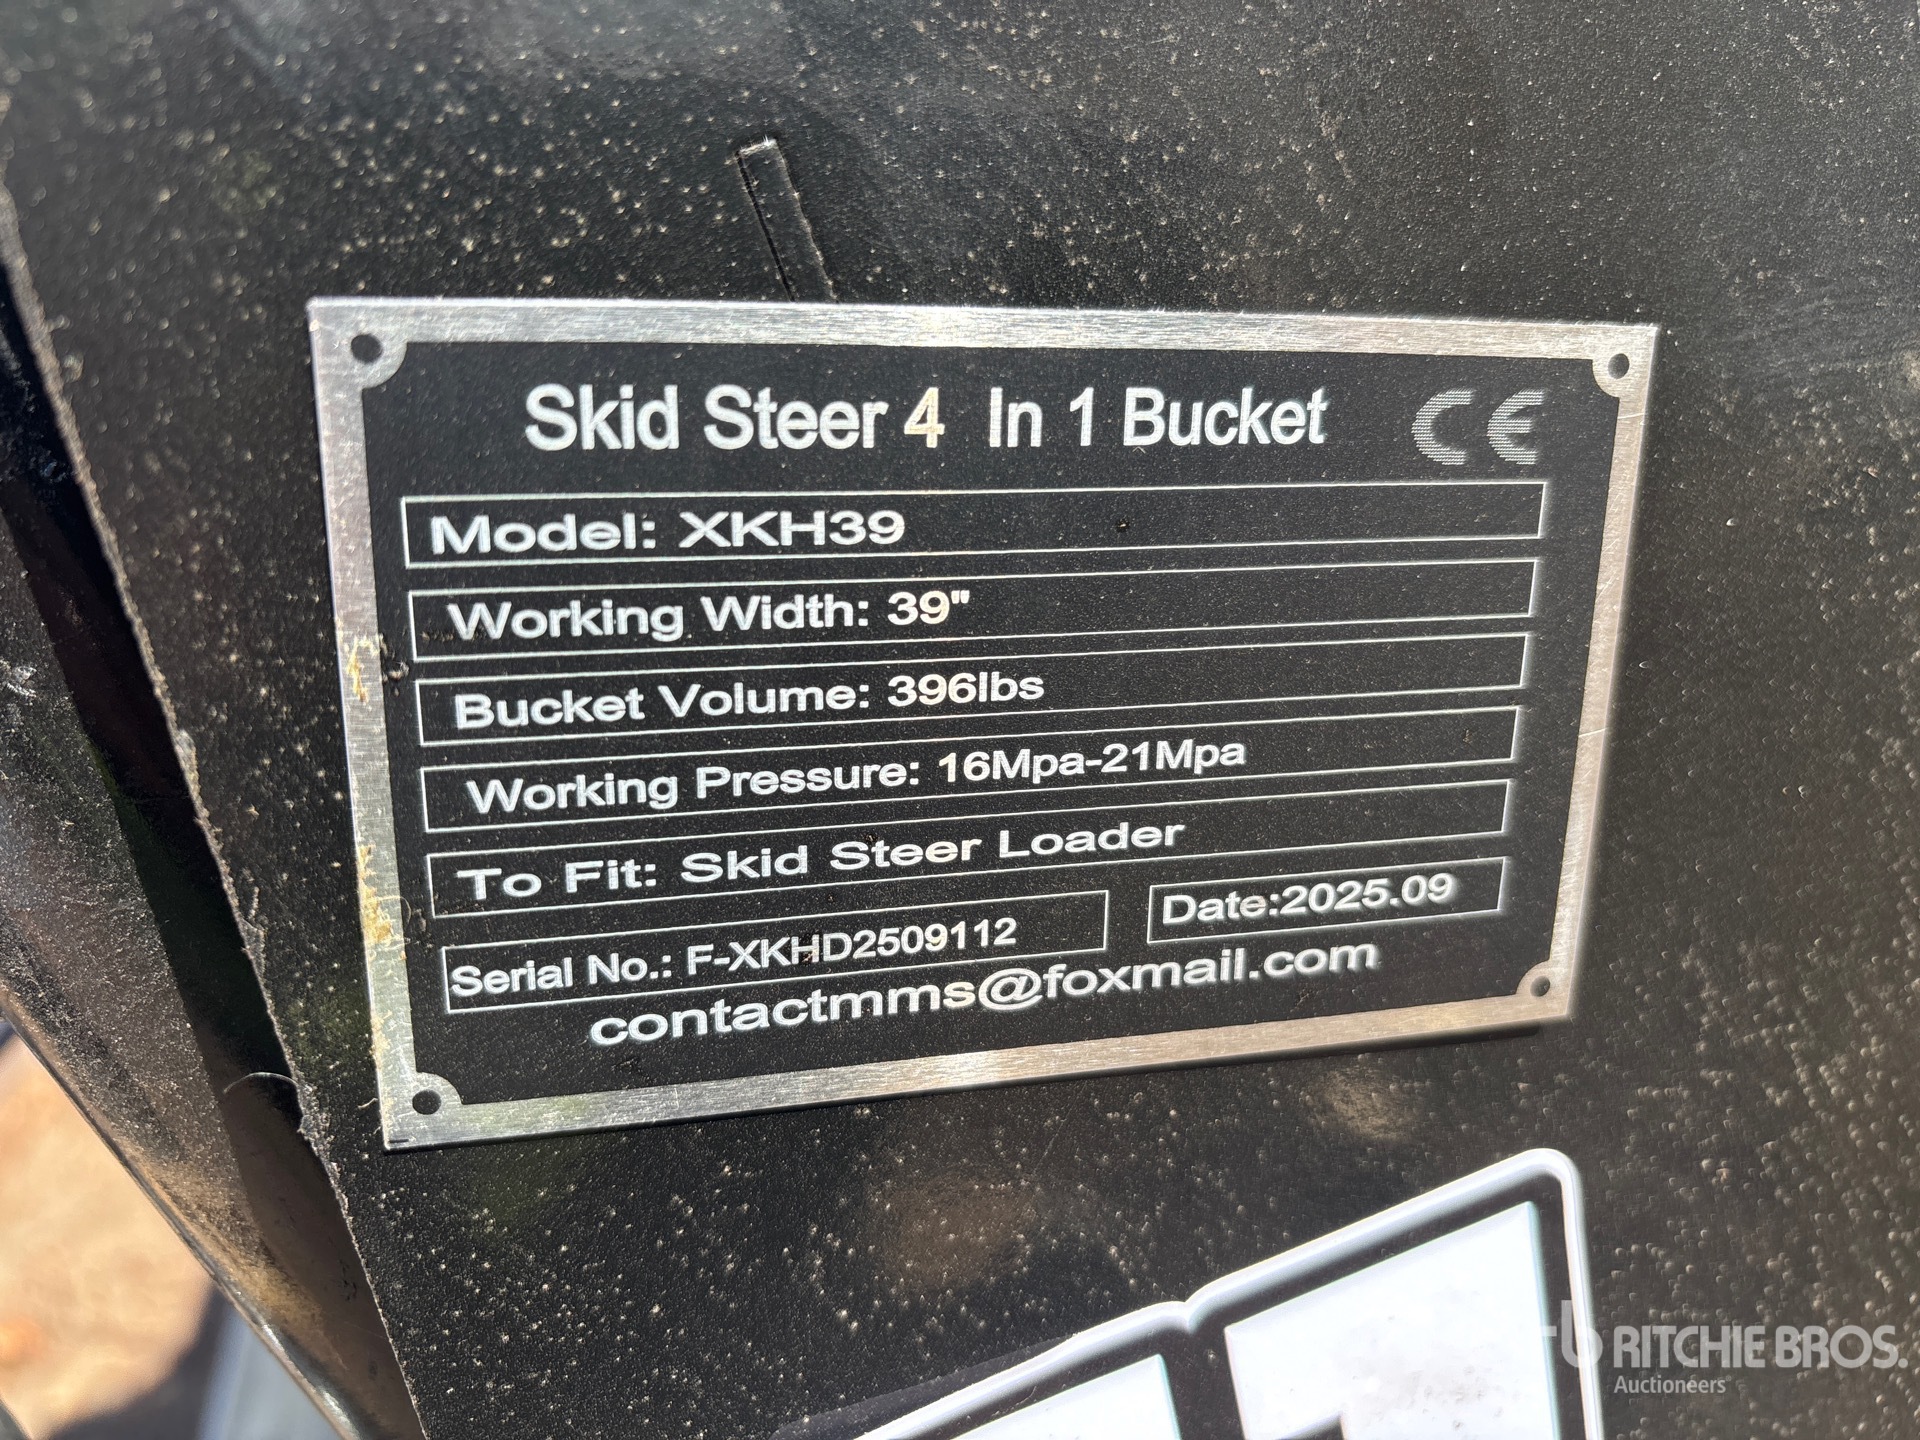 Skid Steer 4 In 1 Bucket CE
Model: XKH39
Working Width: 39"
Bucket Volume: 396lbs
Working Pressure: 16Mpa-21Mpa
To Fit: Skid Steer Loader
Serial No.: F-XKHD2509112 Date:2025.09
contactmms@foxmail.com
rb RITCHIE BROS.
Auctioneers